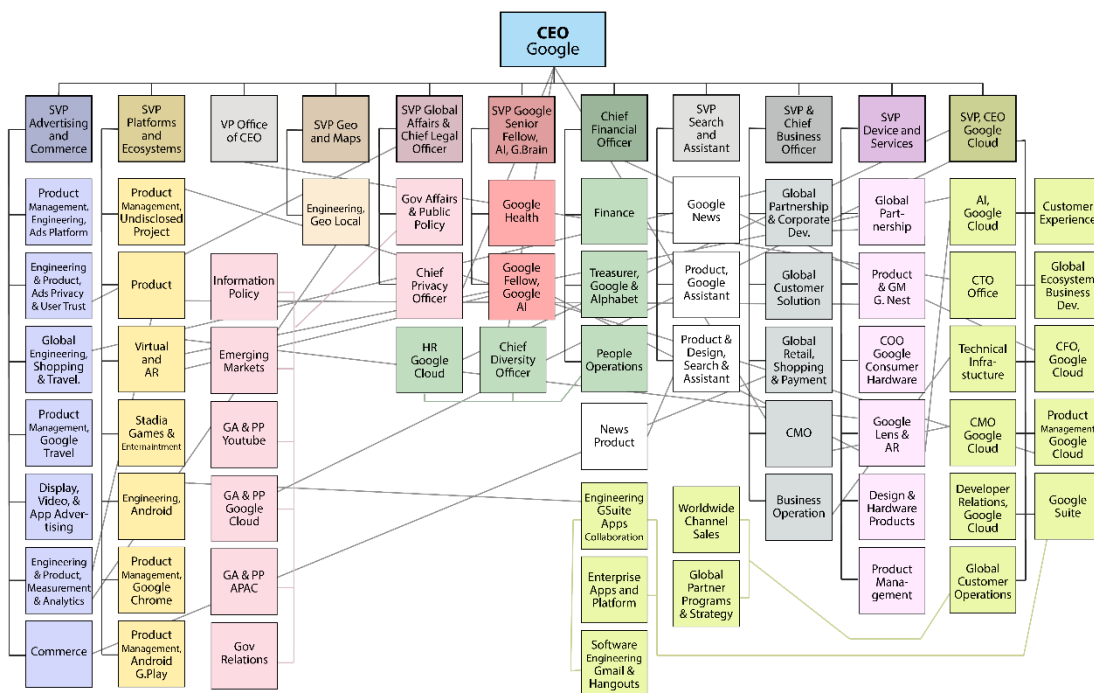 CEO
Google
SVP
Advertising
and
Commerce
SVP
Platforms
and
Ecosystems
VP Office
of CEO
SVP Geo
and Maps
SVP Global
Affairs &
Chief Legal
Officer
SVP Google
Senior
Fellow,
AI, G.Brain
Chief
Financial
Officer
SVP
Search and
Assistant
SVP &
Chief
Business
Officer
SVP
Device and
Services
SVP, CEO
Google
Cloud
Product
Management,
Engineering,
Ads Platform
Product
Management,
Undisclosed
Project
Engineering,
Geo Local
Gov Affairs
& Public
Policy
Google
Health
Finance
Google
News
Global
Partnership
& Corporate
Dev.
Global
Part-
nership
AI,
Google
Cloud
Customer
Experience
Engineering
& Product,
Ads Privacy
& User Trust
Product
Information
Policy
Chief
Privacy
Officer
Google
Fellow,
Google
AI
Treasurer,
Google &
Alphabet
Product,
Google
Assistant
Global
Customer
Solution
Product
& GM
G. Nest
CTO
Office
Global
Ecosystem
Business
Dev.
Global
Engineering,
Shopping
& Travel.
Virtual
and
AR
Emerging
Markets
HR
Google
Cloud
Chief
Diversity
Officer
People
Operations
Product
& Design,
Search &
Assistant
Global
Retail,
Shopping
& Payment
COO
Google
Consumer
Hardware
Technical
Infra-
stucture
CFO,
Google
Cloud
Product
Management,
Google
Travel
Stadia
Games &
Enternaintment
GA & PP
Youtube
News
Product
CMO
Google
Lens &
AR
CMO
Google
Cloud
Product
Management
Google
Cloud
Display,
Video, &
App Adver-
tising
Engineering,
Android
GA & PP
Google
Cloud
Engineering
GSuite
Apps
Collaboration
Worldwide
Channel
Sales
Business
Operation
Design &
Hardware
Products
Developer
Relations,
Google
Cloud
Google
Suite
Engineering
& Product,
Measurement
& Analytics
Product
Management,
Google
Chrome
GA & PP
APAC
Enterprise
Apps and
Platform
Global
Partner
Programs
& Strategy
Product
Mana-
gement
Global
Customer
Operations
Commerce
Product
Management,
Android
G.Play
Gov
Relations
Software
Engineering
Gmail &
Hangouts